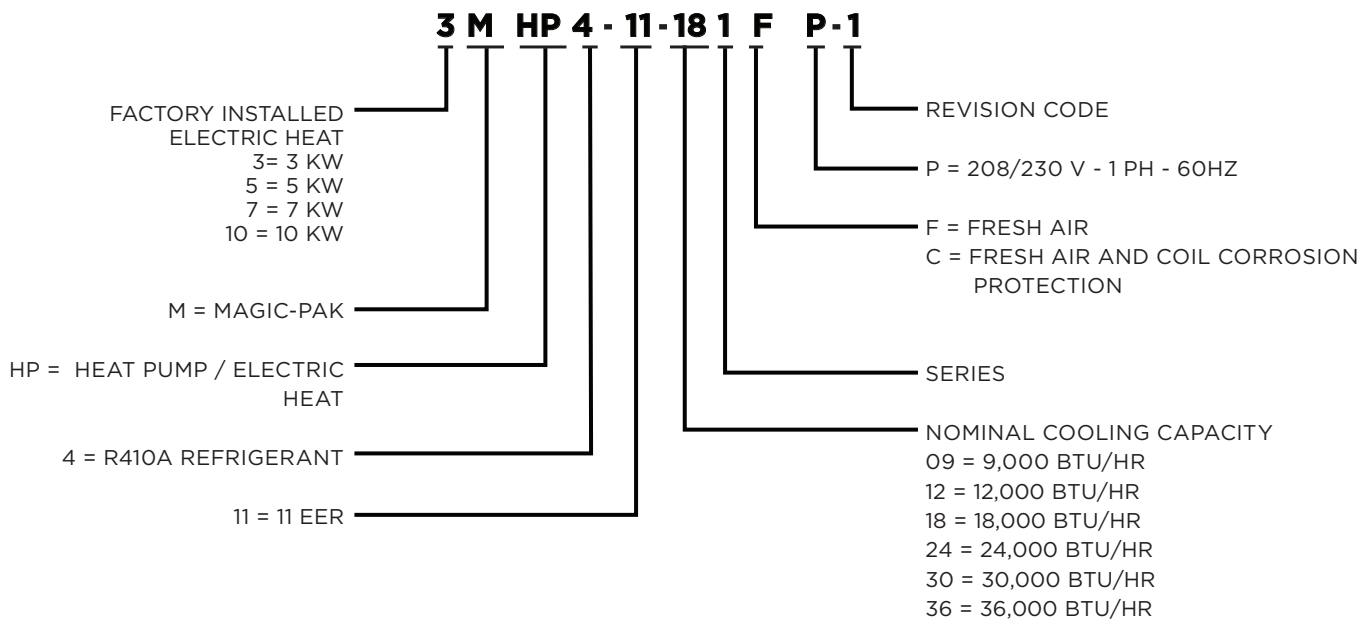 3 M HP 4 - 11 - 18 1 F P - 1
FACTORY INSTALLED
ELECTRIC HEAT
3= 3 KW
5 = 5 KW
7 = 7 KW
10 = 10 KW
M = MAGIC-PAK
HP = HEAT PUMP / ELECTRIC
HEAT
4 = R410A REFRIGERANT
11 = 11 EER
REVISION CODE
P = 208/230 V - 1 PH - 60HZ
F = FRESH AIR
C = FRESH AIR AND COIL CORROSION
PROTECTION
SERIES
NOMINAL COOLING CAPACITY
09 = 9,000 BTU/HR
12 = 12,000 BTU/HR
18 = 18,000 BTU/HR
24 = 24,000 BTU/HR
30 = 30,000 BTU/HR
36 = 36,000 BTU/HR